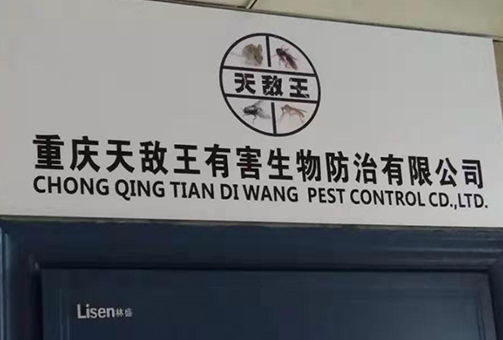 天敌王
重庆天敌王有害生物防治有限公司
CHONG QING TIAN DI WANG PEST CONTROL CD.,LTD.
Lisen林盛